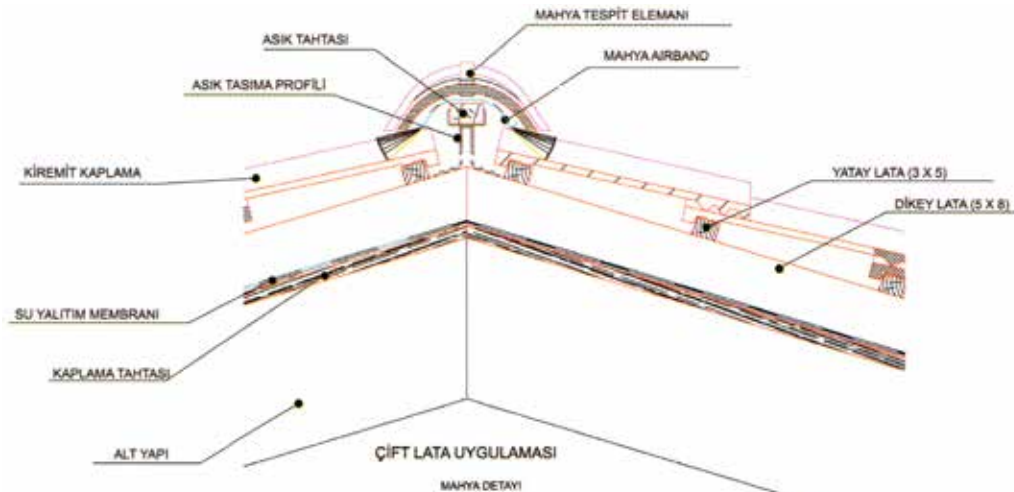 MAHYA TESPİT ELEMANI
ASIK TAHTASI
MAHYA AIRBAND
ASIK TASIMA PROFİLİ
KİREMİT KAPLAMA
YATAY LATA (3 X 5)
DİKEY LATA (5 X 8)
SU YALITIM MEMBRANI
KAPLAMA TAHTASI
ALT YAPI
ÇİFT LATA UYGULAMASI
MAHYA DETAYI